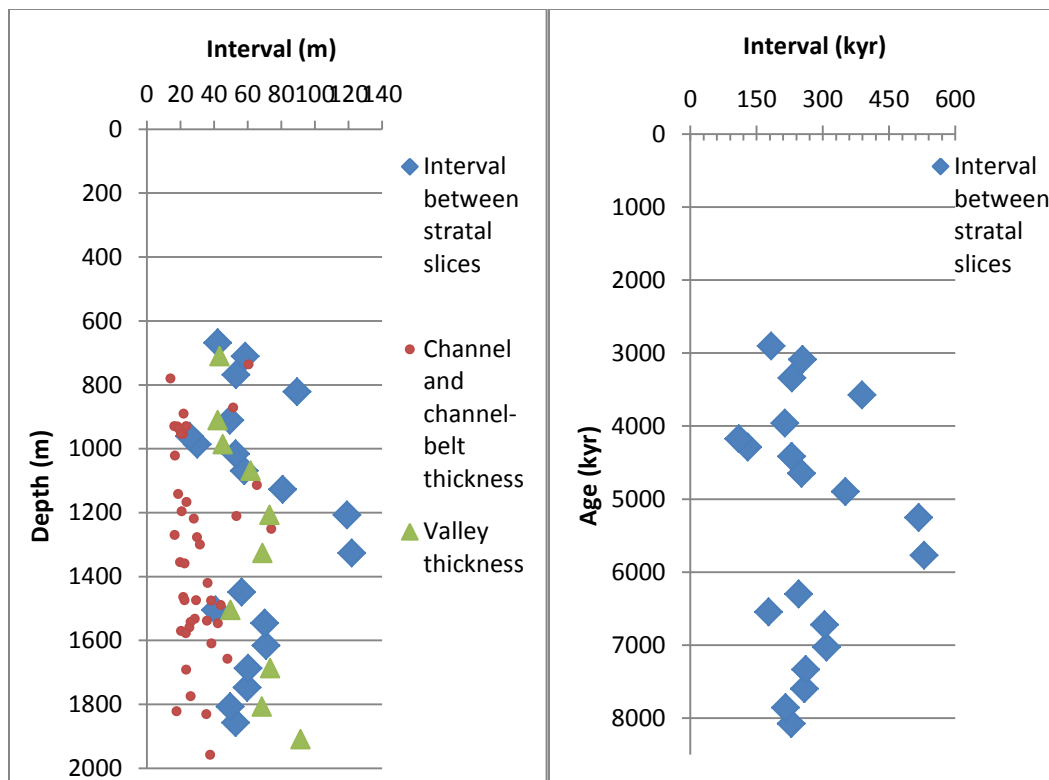 Interval (m)
0 20 40 60 80 100 120 140
0
200
400
600
800
1000
1200
1400
1600
1800
2000
Depth (m)
Interval
between
stratal
slices
Channel
and
channel-
belt
thickness
Valley
thickness
Interval (kyr)
0 150 300 450 600
0
1000
2000
3000
4000
5000
6000
7000
8000
Age (kyr)
Interval
between
stratal
slices